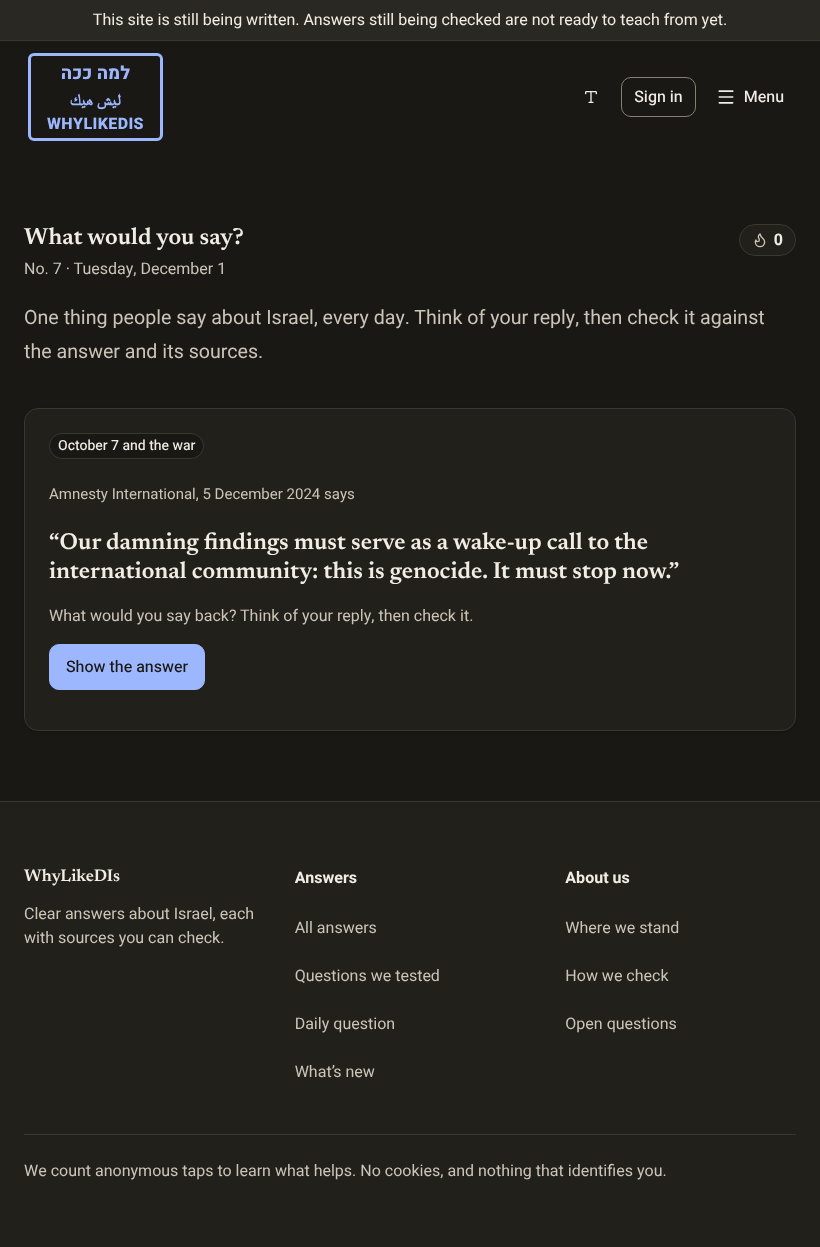 This site is still being written. Answers still being checked are not ready to teach from yet.
למה ככה
ليش هيك
WHYLIKEDIS
T
Sign in
Menu
What would you say?
0
No. 7 · Tuesday, December 1
One thing people say about Israel, every day. Think of your reply, then check it against
the answer and its sources.
October 7 and the war
Amnesty International, 5 December 2024 says
“Our damning findings must serve as a wake-up call to the
international community: this is genocide. It must stop now.”
What would you say back? Think of your reply, then check it.
Show the answer
WhyLikeDIs
Clear answers about Israel, each
with sources you can check.
Answers
All answers
Questions we tested
Daily question
What’s new
About us
Where we stand
How we check
Open questions
We count anonymous taps to learn what helps. No cookies, and nothing that identifies you.